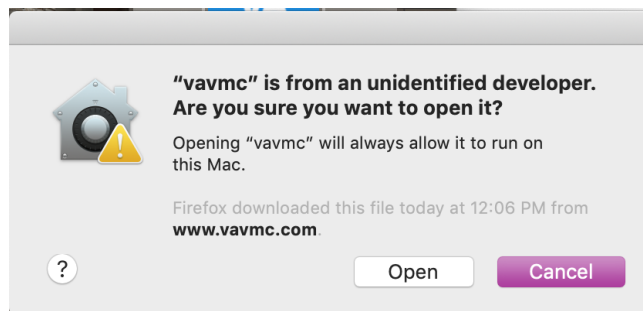 “vavmc” is from an unidentified developer.
Are you sure you want to open it?
Opening “vavmc” will always allow it to run on
this Mac.
Firefox downloaded this file today at 12:06 PM from
www.vavmc.com.
?
Open
Cancel